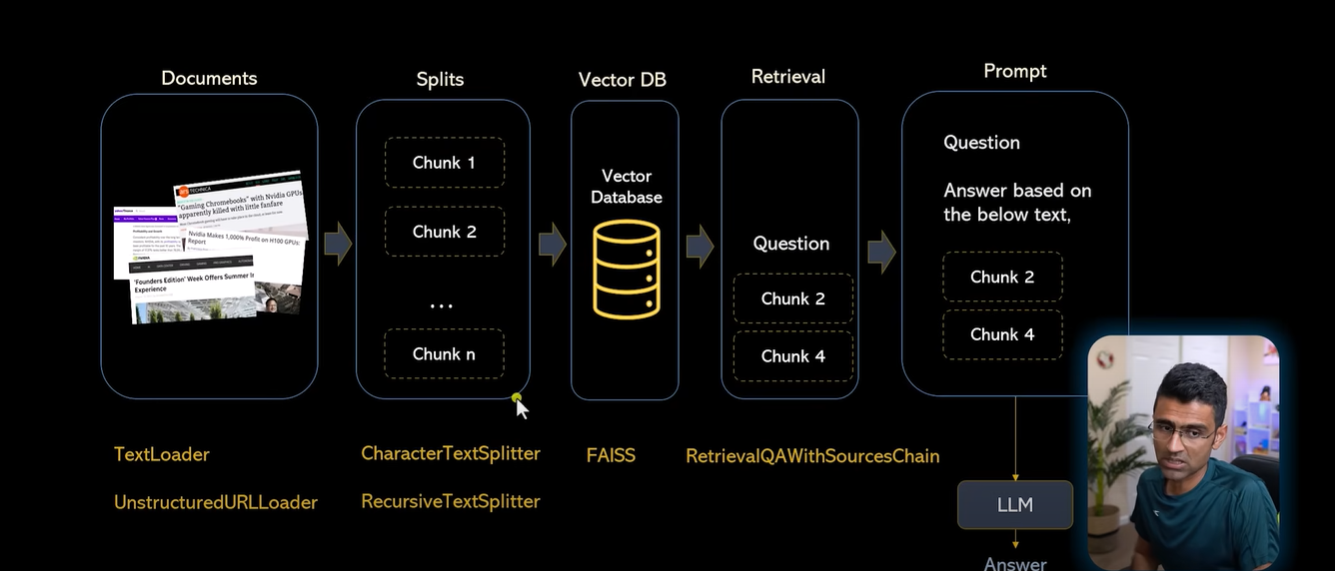 Documents
Splits
Vector DB
Retrieval
Prompt
TECHNICA
"Gaming Chromebooks" with Nvidia GPUs
apparently killed with little fanfare
Nvidia Makes 1,000% Profit on H100 GPUs:
Report
'Founders Edition' Week Offers Summer In
Experience
Chunk 1
Chunk 2
...
Chunk n
Vector
Database
Question
Chunk 2
Chunk 4
Question
Answer based on
the below text,
Chunk 2
Chunk 4
TextLoader
UnstructuredURLLoader
CharacterTextSplitter
RecursiveTextSplitter
FAISS
RetrievalQAWithSourcesChain
LLM
Answer